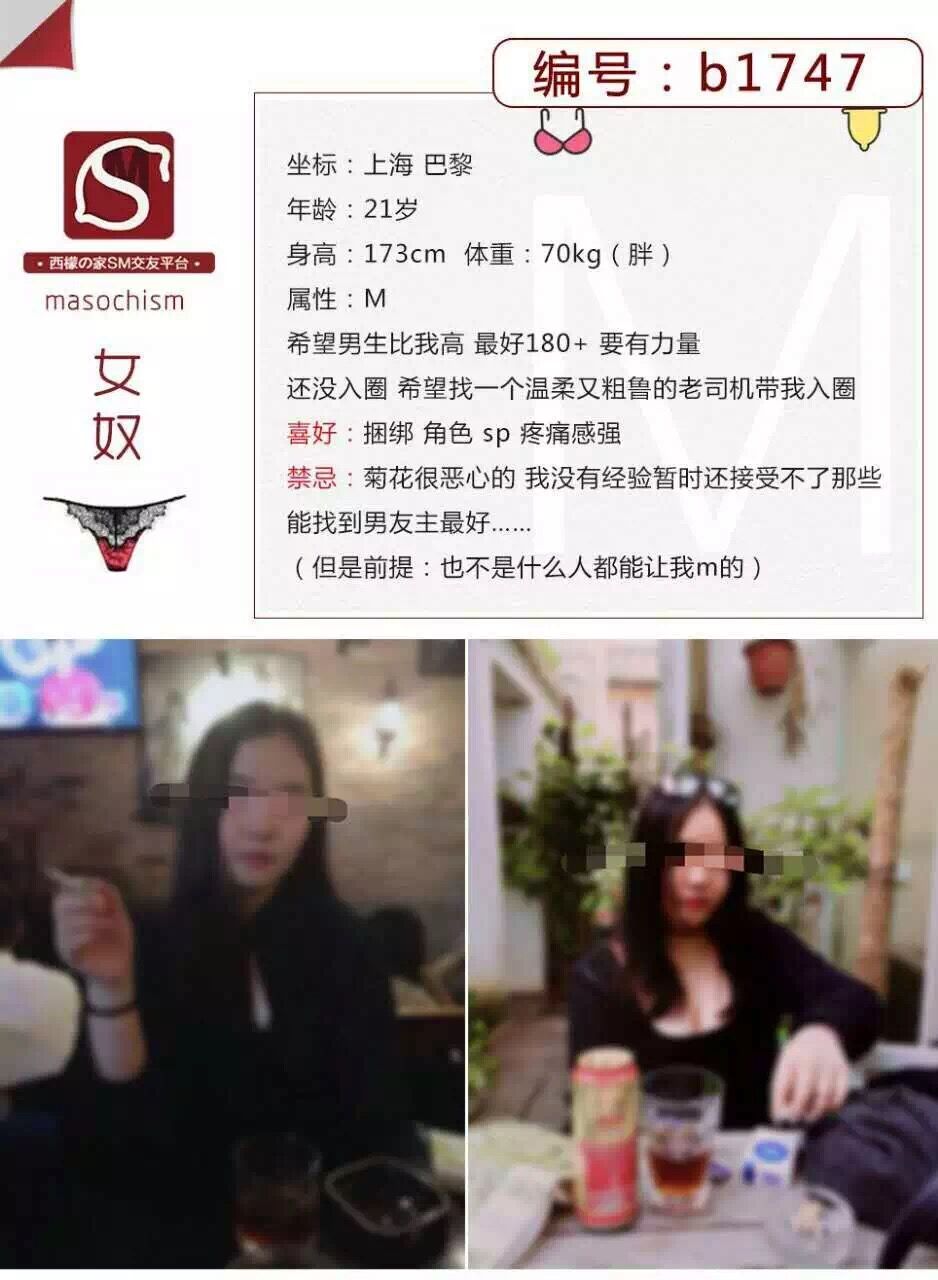 编号：b1747
坐标：上海 巴黎
年龄：21岁
身高：173cm 体重：70kg（胖）
属性：M
希望男生比我高 最好180+ 要有力量
还没入圈 希望找一个温柔又粗鲁的老司机带我入圈
喜好：捆绑 角色 sp 疼痛感强
禁忌：菊花很恶心的 我没有经验暂时还接受不了那些
能找到男友主最好……
（但是前提：也不是什么人都能让我m的）
SM
·西檬の家SM交友平台·
masochism
女
奴
M